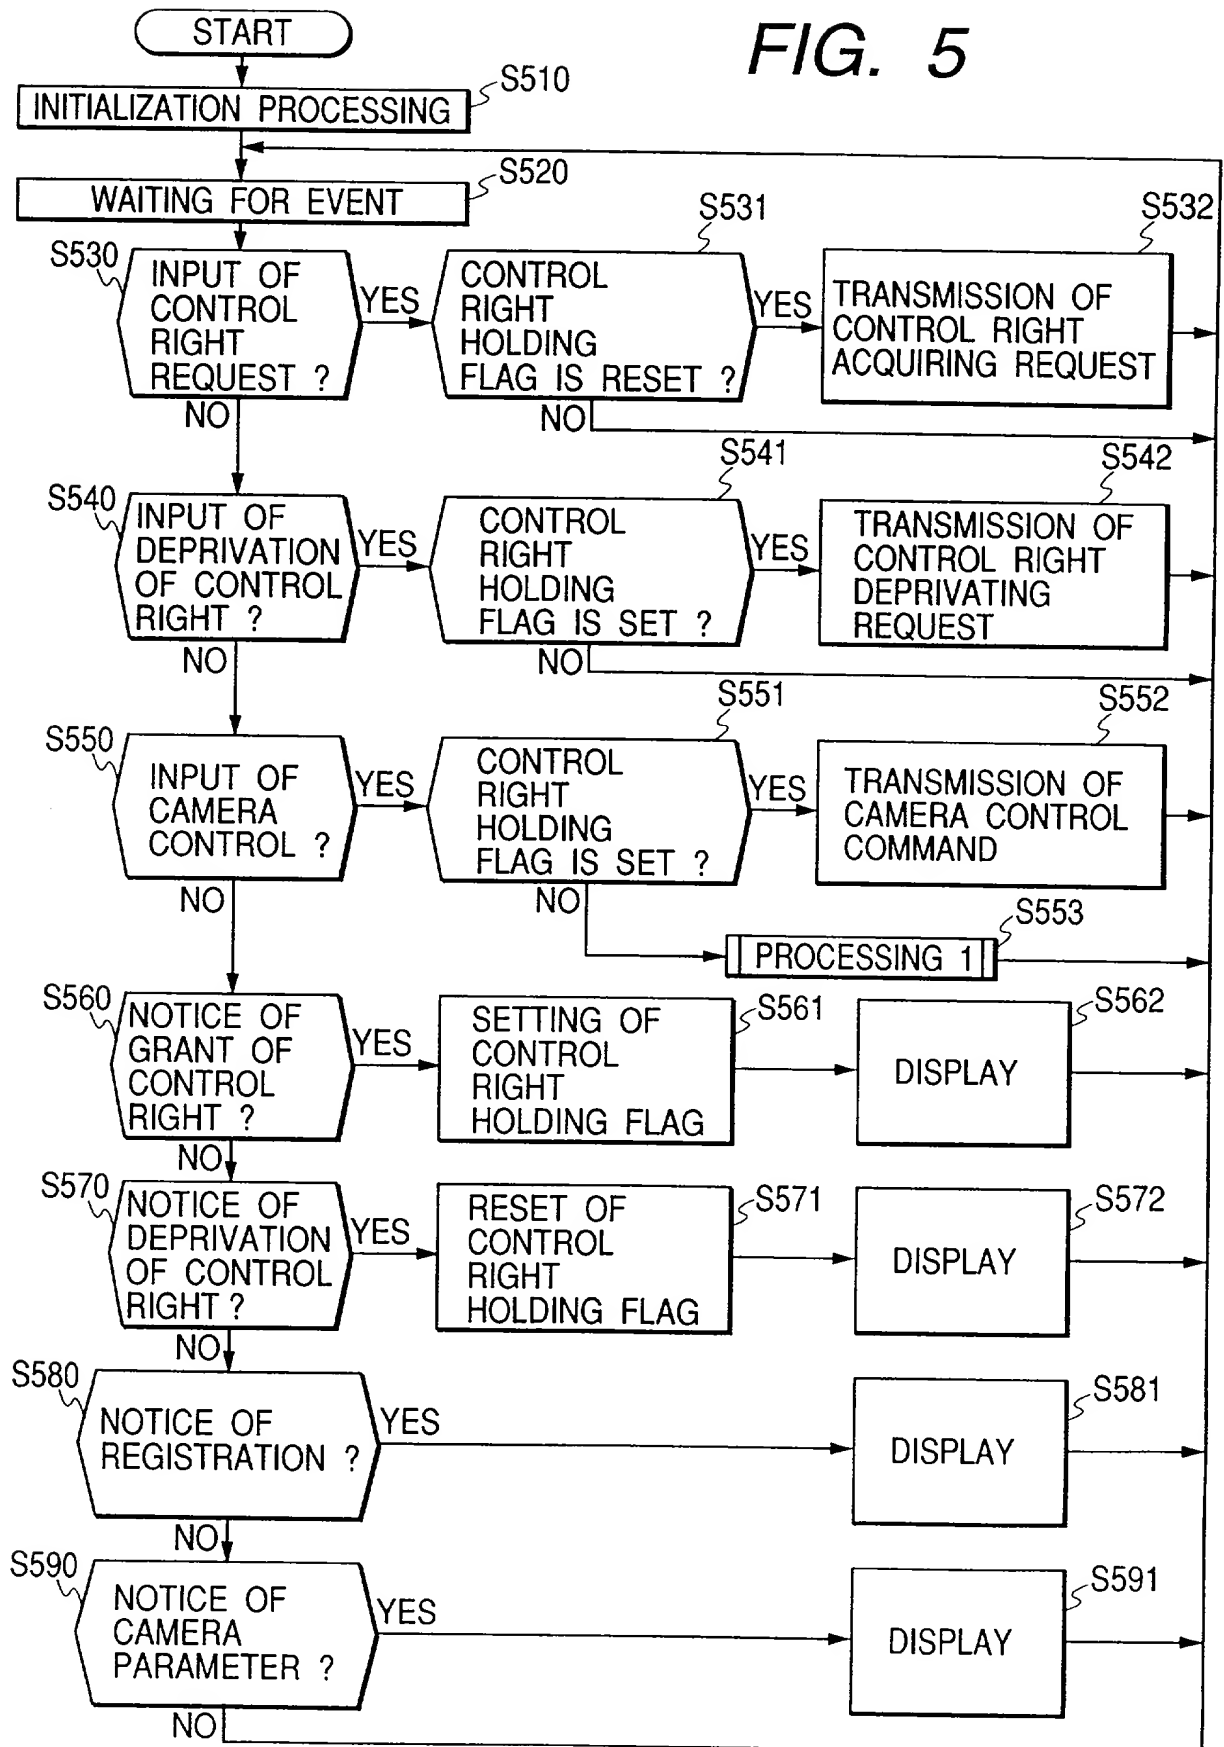 START
FIG. 5
S510
INITIALIZATION PROCESSING
S520
WAITING FOR EVENT
S530
INPUT OF
CONTROL
RIGHT
REQUEST ?
YES
NO
S531
CONTROL
RIGHT
HOLDING
FLAG IS RESET ?
YES
NO
S532
TRANSMISSION OF
CONTROL RIGHT
ACQUIRING REQUEST
S540
INPUT OF
DEPRIVATION
OF CONTROL
RIGHT ?
YES
NO
S541
CONTROL
RIGHT
HOLDING
FLAG IS SET ?
YES
NO
S542
TRANSMISSION OF
CONTROL RIGHT
DEPRIVATING
REQUEST
S550
INPUT OF
CAMERA
CONTROL ?
YES
NO
S551
CONTROL
RIGHT
HOLDING
FLAG IS SET ?
YES
NO
S552
TRANSMISSION OF
CAMERA CONTROL
COMMAND
S553
PROCESSING 1
S560
NOTICE OF
GRANT OF
CONTROL
RIGHT ?
YES
NO
S561
SETTING OF
CONTROL
RIGHT
HOLDING FLAG
S562
DISPLAY
S570
NOTICE OF
DEPRIVATION
OF CONTROL
RIGHT ?
YES
NO
S571
RESET OF
CONTROL
RIGHT
HOLDING FLAG
S572
DISPLAY
S580
NOTICE OF
REGISTRATION ?
YES
NO
S581
DISPLAY
S590
NOTICE OF
CAMERA
PARAMETER ?
YES
NO
S591
DISPLAY